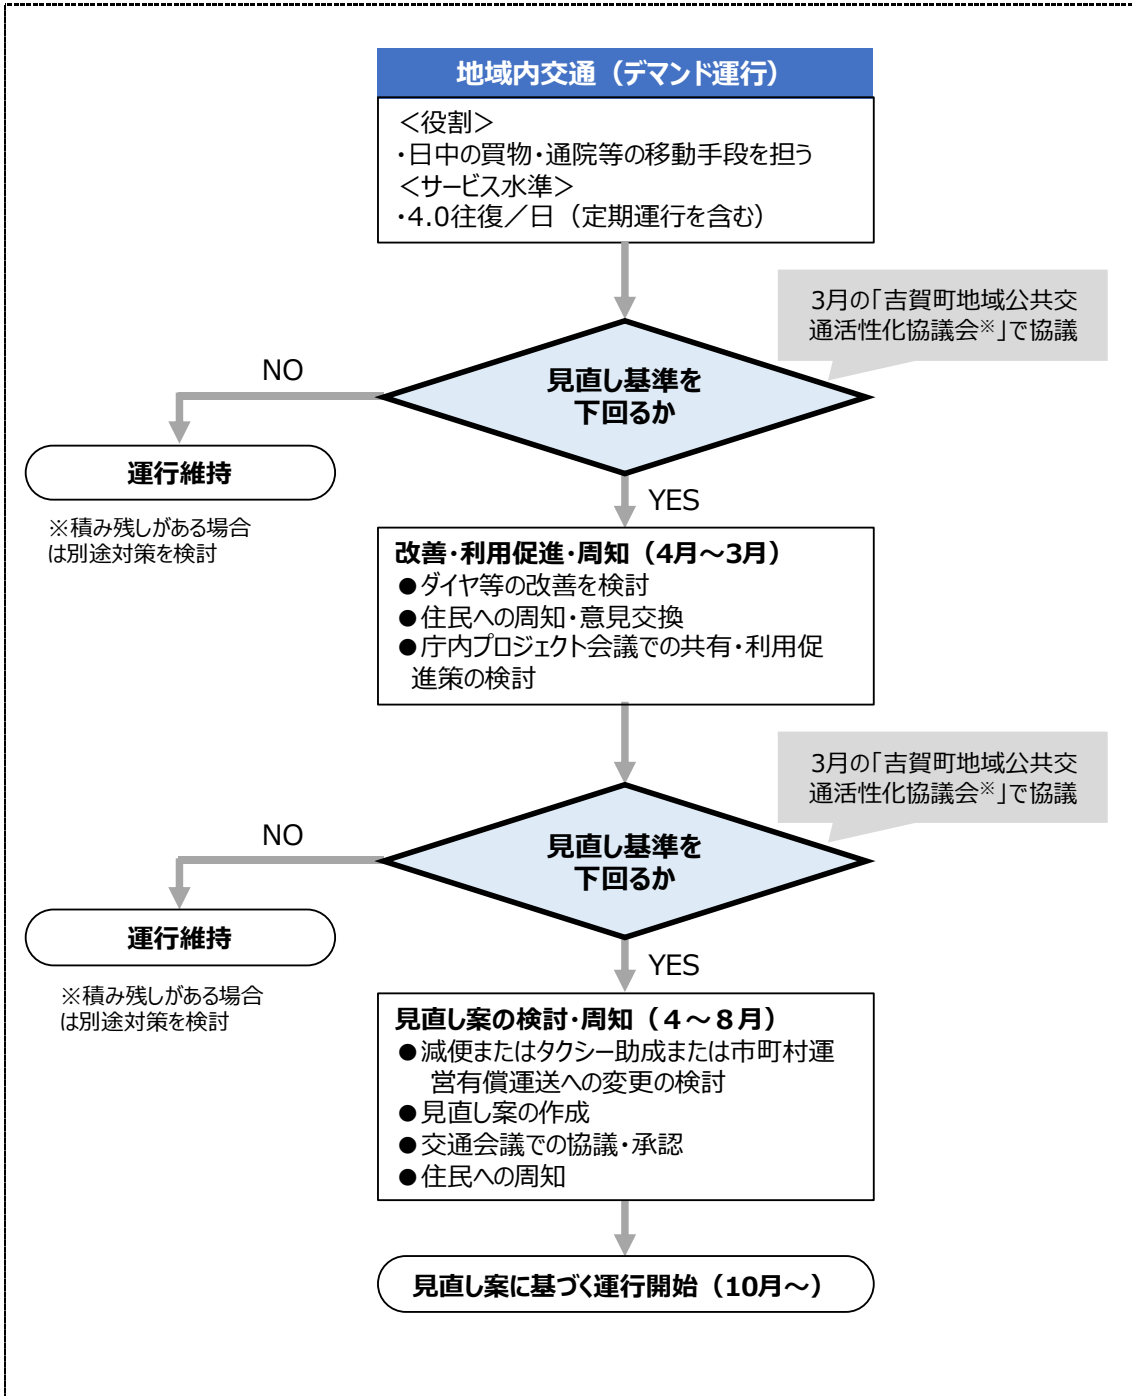 地域内交通（デマンド運行）
＜役割＞
・日中の買物・通院等の移動手段を担う
＜サービス水準＞
・4.0往復／日（定期運行を含む）
3月の「吉賀町地域公共交
通活性化協議会※」で協議
見直し基準を
下回るか
NO
運行維持
※積み残しがある場合
は別途対策を検討
YES
改善・利用促進・周知（4月～3月）
●ダイヤ等の改善を検討
●住民への周知・意見交換
●庁内プロジェクト会議での共有・利用促
進策の検討
3月の「吉賀町地域公共交
通活性化協議会※」で協議
見直し基準を
下回るか
NO
運行維持
※積み残しがある場合
は別途対策を検討
YES
見直し案の検討・周知（４～８月）
●減便またはタクシー助成または市町村運
営有償運送への変更の検討
●見直し案の作成
●交通会議での協議・承認
●住民への周知
見直し案に基づく運行開始（10月～）